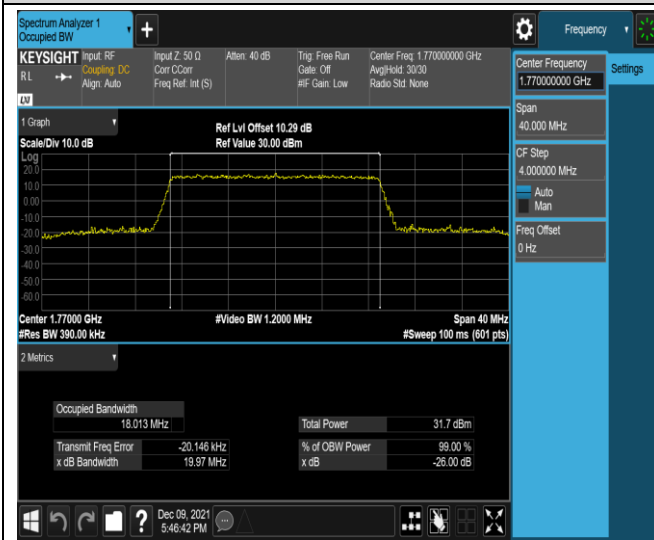 Spectrum Analyzer 1
Occupied BW
Frequency
KEYSIGHT
Input: RF
Coupling: DC
Align: Auto
Input Z: 50 Ω
Corr CCorr
Freq Ref: Int (S)
Atten: 40 dB
Trig: Free Run
Gate: Off
#IF Gain: Low
Center Freq: 1.770000000 GHz
Avg|Hold: 30/30
Radio Std: None
R L
LXI
Center Frequency
1.770000000 GHz
Settings
Span
40.000 MHz
CF Step
4.000000 MHz
Auto
Man
Freq Offset
0 Hz
1 Graph
Scale/Div 10.0 dB
Ref Lvl Offset 10.29 dB
Ref Value 30.00 dBm
Log
20.0
10.0
0.00
-10.0
-20.0
-30.0
-40.0
-50.0
-60.0
Center 1.77000 GHz
#Video BW 1.2000 MHz
Span 40 MHz
#Res BW 390.00 kHz
#Sweep 100 ms (601 pts)
2 Metrics
Occupied Bandwidth
18.013 MHz
Total Power 31.7 dBm
Transmit Freq Error -20.146 kHz
% of OBW Power 99.00 %
x dB Bandwidth 19.97 MHz
x dB -26.00 dB
?
Dec 09, 2021
5:46:42 PM